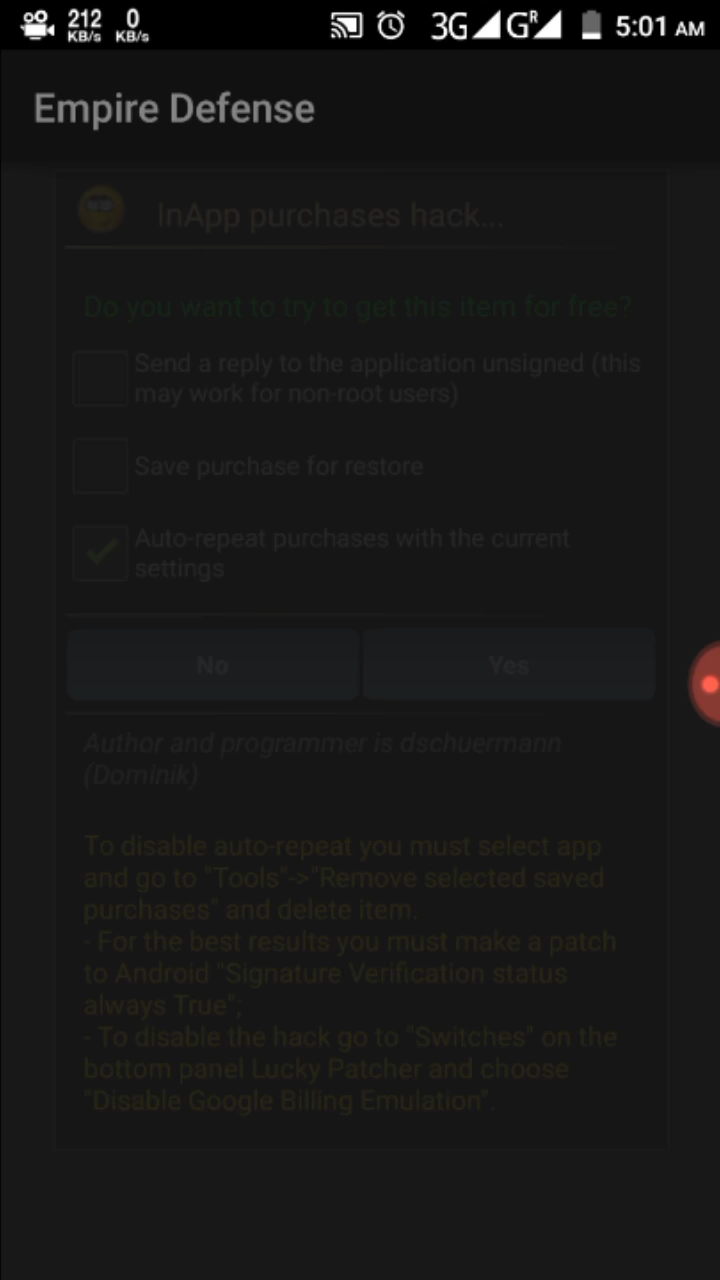 212 0
KB/s KB/s 3G G R 5:01 AM
Empire Defense
InApp purchases hack...
Do you want to try to get this item for free?
Send a reply to the application unsigned (this
may work for non-root users)
Save purchase for restore
Auto-repeat purchases with the current
settings
No Yes
Author and programmer is dschuermann
(Dominik)
To disable auto-repeat you must select app
and go to "Tools"->"Remove selected saved
purchases" and delete item.
- For the best results you must make a patch
to Android "Signature Verification status
always True";
- To disable the hack go to "Switches" on the
bottom panel Lucky Patcher and choose
"Disable Google Billing Emulation".